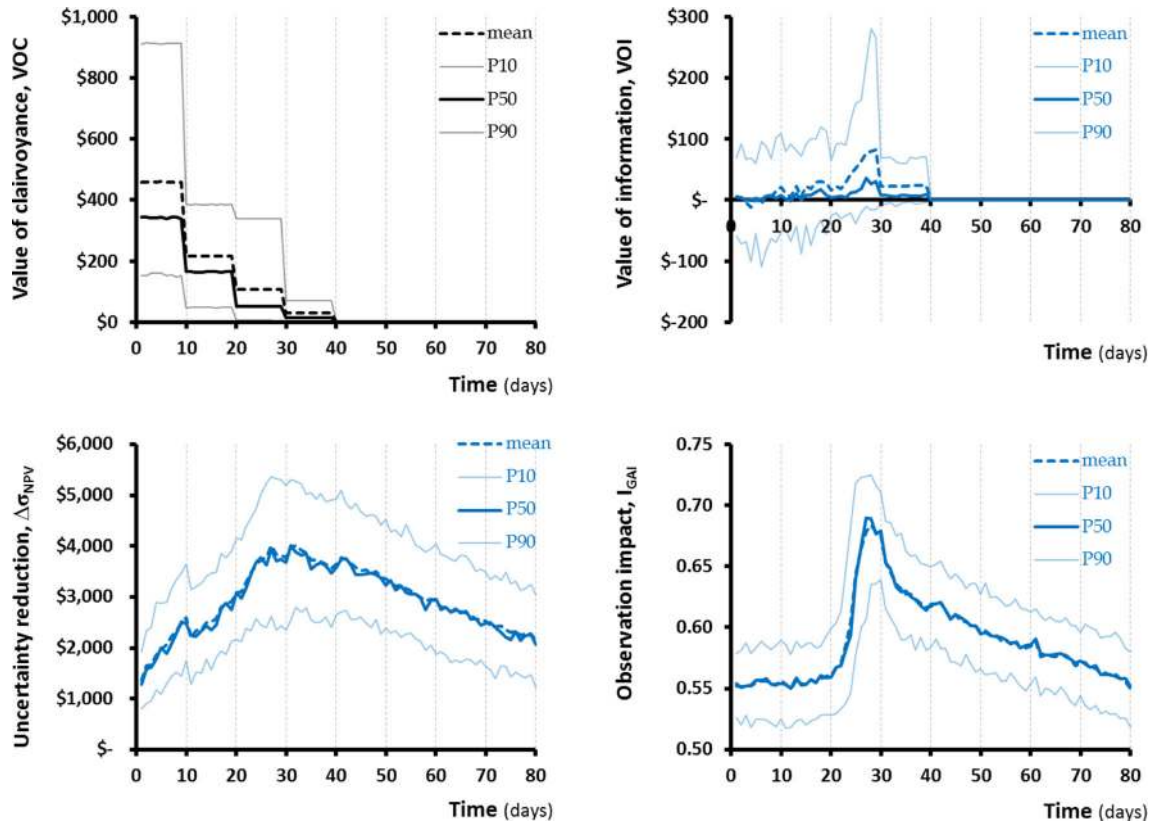 Value of clairvoyance, VOC
$1,000
$800
$600
$400
$200
$0
0 10 20 30 40 50 60 70 80
Time (days)
mean
P10
P50
P90
Value of information, VOI
$300
$200
$100
$-
$-100
$-200
0 10 20 30 40 50 60 70 80
Time (days)
mean
P10
P50
P90
Uncertainty reduction, ΔσNPV
$6,000
$5,000
$4,000
$3,000
$2,000
$1,000
$-
0 10 20 30 40 50 60 70 80
Time (days)
mean
P10
P50
P90
Observation impact, IGAI
0.75
0.70
0.65
0.60
0.55
0.50
0 10 20 30 40 50 60 70 80
Time (days)
mean
P10
P50
P90